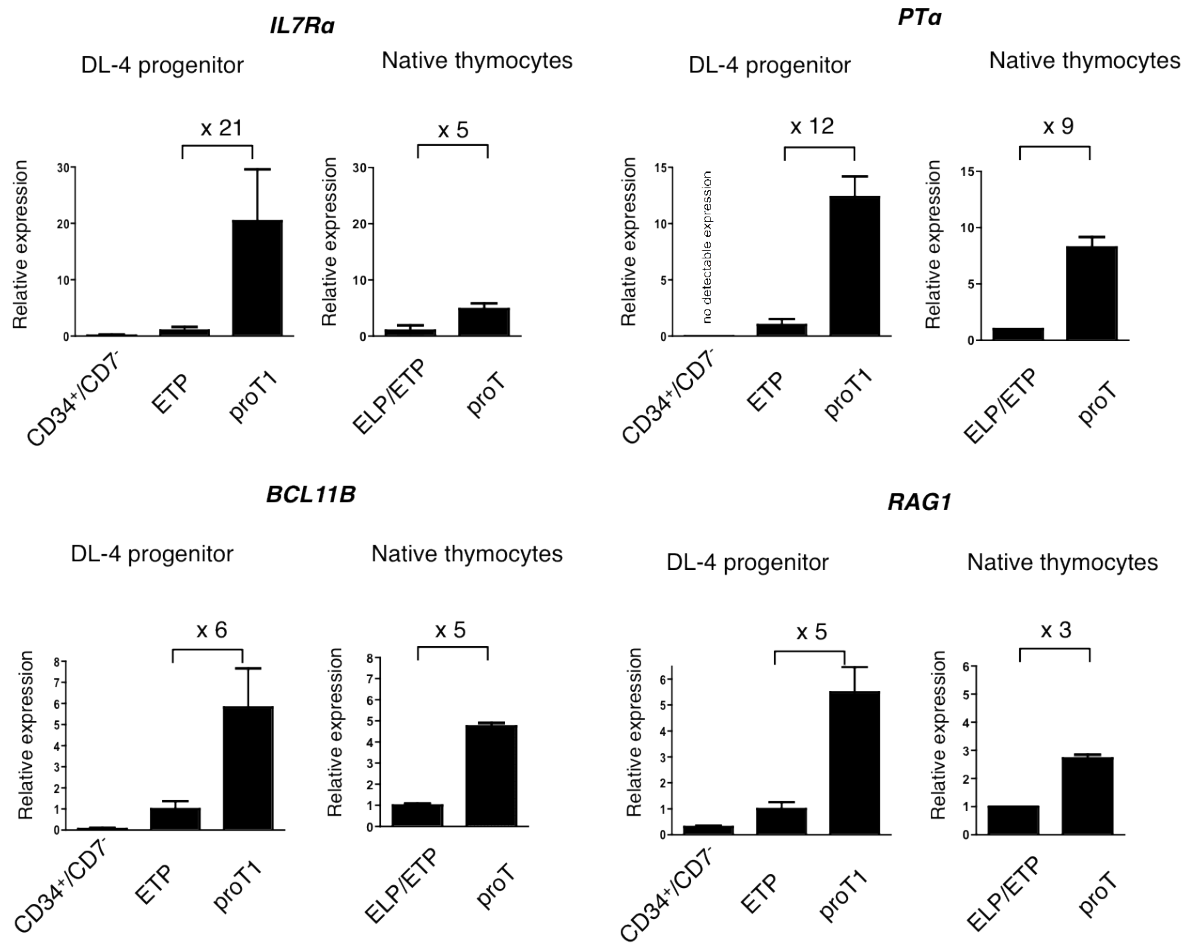 IL7Rα
DL-4 progenitor
Native thymocytes
x 21
x 5
Relative expression
30
20
10
0
CD34+/CD7-
ETP
proT1
Relative expression
30
20
10
0
ELP/ETP
proT
PTα
DL-4 progenitor
Native thymocytes
x 12
x 9
Relative expression
15
10
5
0
no detectable expression
CD34+/CD7-
ETP
proT1
Relative expression
15
10
5
0
ELP/ETP
proT
BCL11B
DL-4 progenitor
Native thymocytes
x 6
x 5
Relative expression
8
7
6
5
4
3
2
1
0
CD34+/CD7-
ETP
proT1
Relative expression
8
7
6
5
4
3
2
1
0
ELP/ETP
proT
RAG1
DL-4 progenitor
Native thymocytes
x 5
x 3
Relative expression
6
5
4
3
2
1
0
CD34+/CD7-
ETP
proT1
Relative expression
6
5
4
3
2
1
0
ELP/ETP
proT